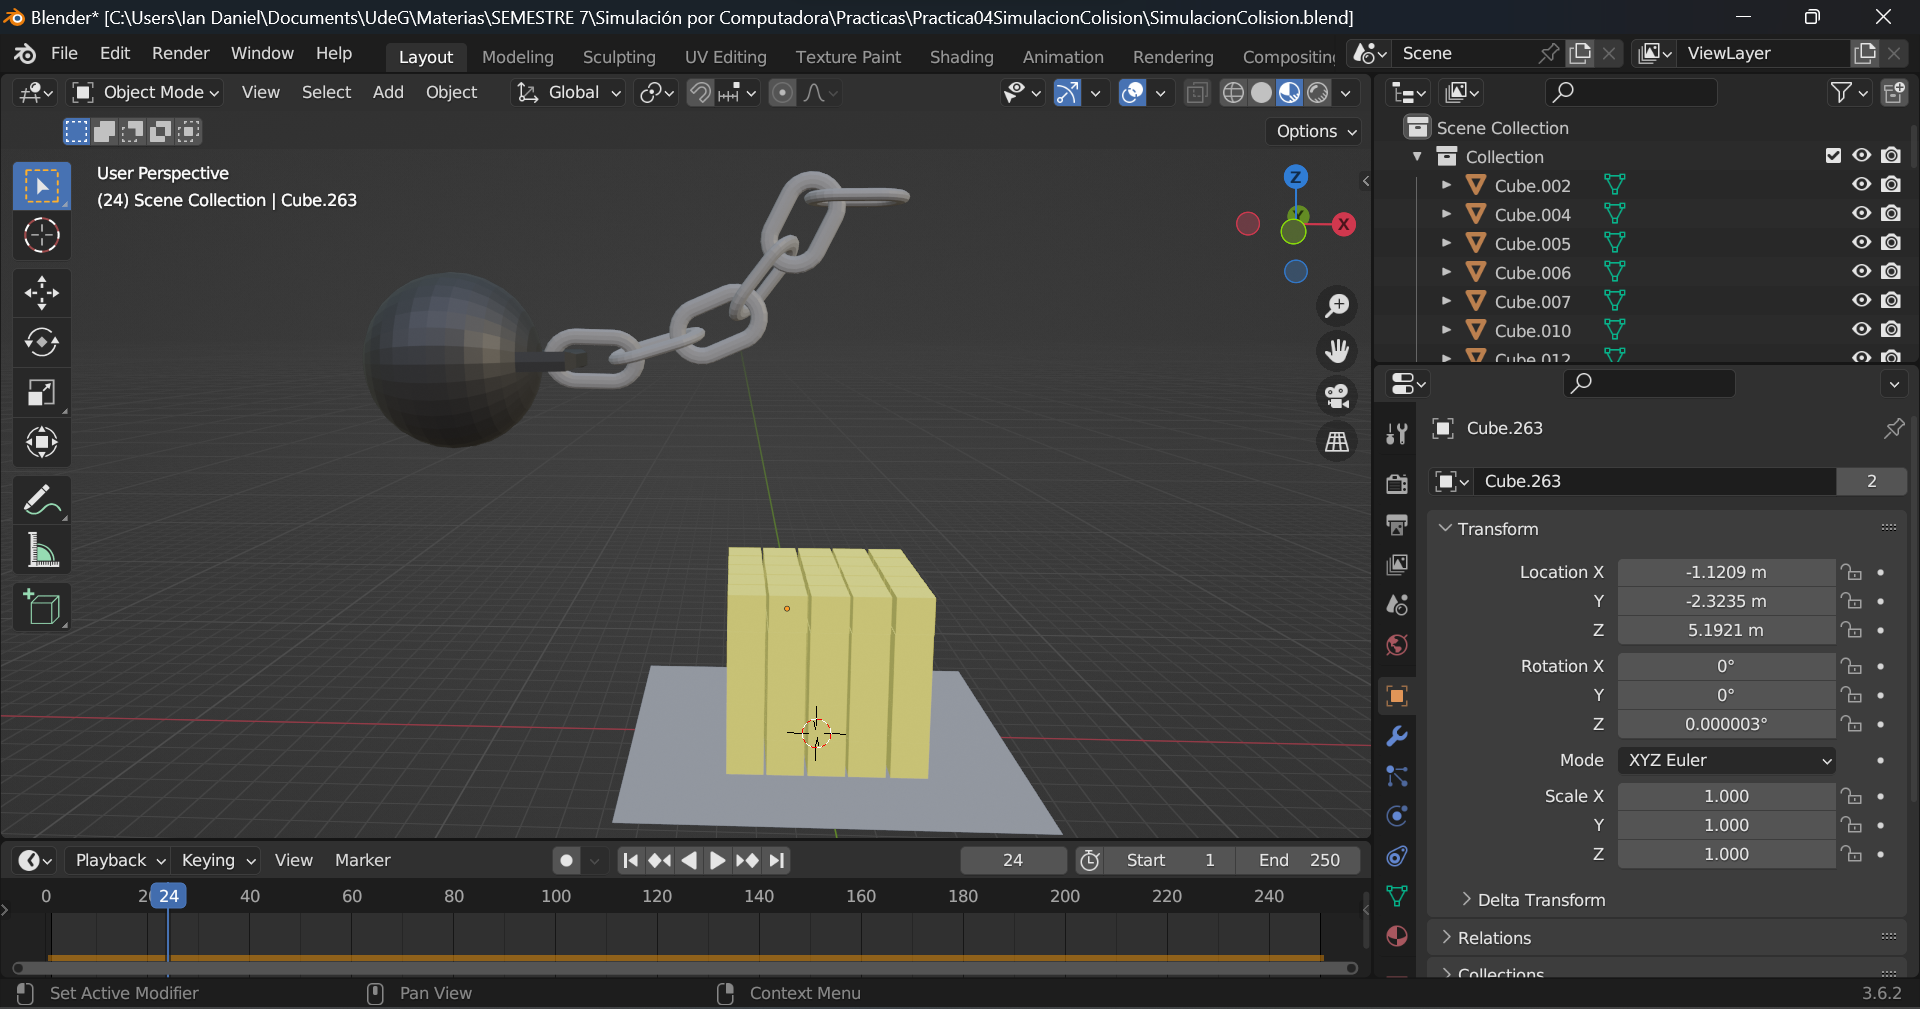 Blender* [C:\Users\Ian Daniel\Documents\UdeG\Materias\SEMESTRE 7\Simulación por Computadora\Practicas\Practica04SimulacionColision\SimulacionColision.blend]
File Edit Render Window Help Layout Modeling Sculpting UV Editing Texture Paint Shading Animation Rendering Compositing Scene ViewLayer
Object Mode View Select Add Object Global
Options
User Perspective
(24) Scene Collection | Cube.263
Z
Y
X
Scene Collection
Collection
Cube.002
Cube.004
Cube.005
Cube.006
Cube.007
Cube.010
Cube.012
Cube.263
Cube.263 2
Transform
Location X -1.1209 m
Y -2.3235 m
Z 5.1921 m
Rotation X 0°
Y 0°
Z 0.000003°
Mode XYZ Euler
Scale X 1.000
Y 1.000
Z 1.000
Delta Transform
Relations
Collections
Playback Keying View Marker 24 Start 1 End 250
0 24 40 60 80 100 120 140 160 180 200 220 240
Set Active Modifier Pan View Context Menu 3.6.2